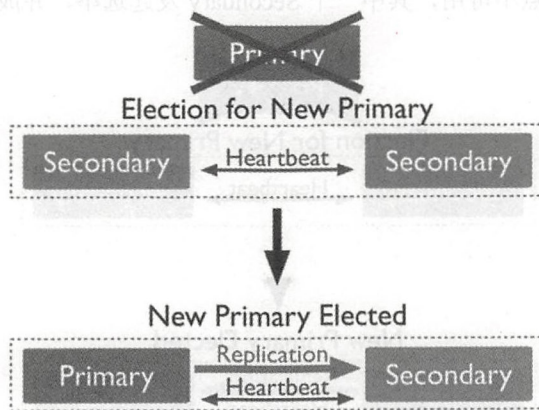 Primary
Election for New Primary
Secondary Heartbeat Secondary
New Primary Elected
Replication
Primary Heartbeat Secondary